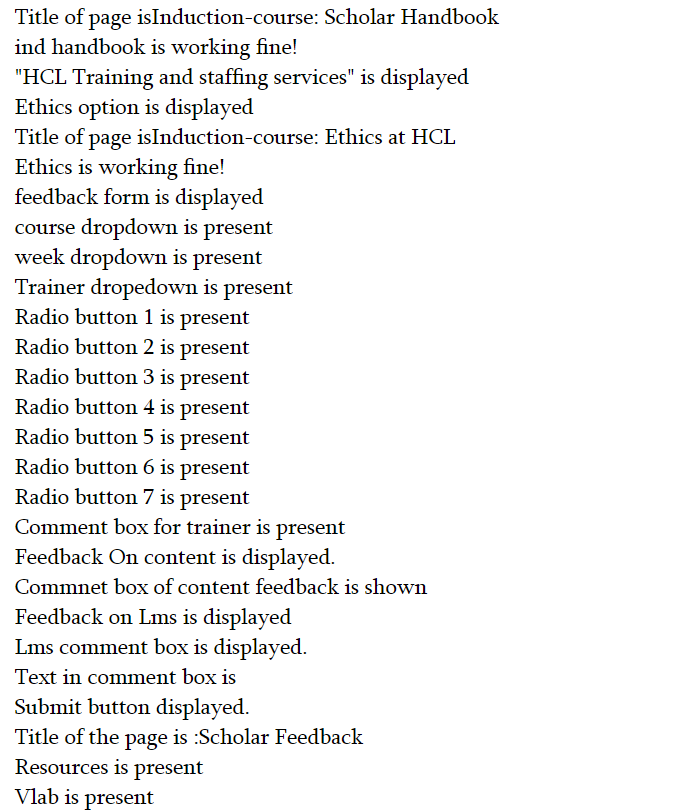 Title of page isInduction-course: Scholar Handbook
ind handbook is working fine!
"HCL Training and staffing services" is displayed
Ethics option is displayed
Title of page isInduction-course: Ethics at HCL
Ethics is working fine!
feedback form is displayed
course dropdown is present
week dropdown is present
Trainer dropedown is present
Radio button 1 is present
Radio button 2 is present
Radio button 3 is present
Radio button 4 is present
Radio button 5 is present
Radio button 6 is present
Radio button 7 is present
Comment box for trainer is present
Feedback On content is displayed.
Commnet box of content feedback is shown
Feedback on Lms is displayed
Lms comment box is displayed.
Text in comment box is
Submit button displayed.
Title of the page is :Scholar Feedback
Resources is present
Vlab is present